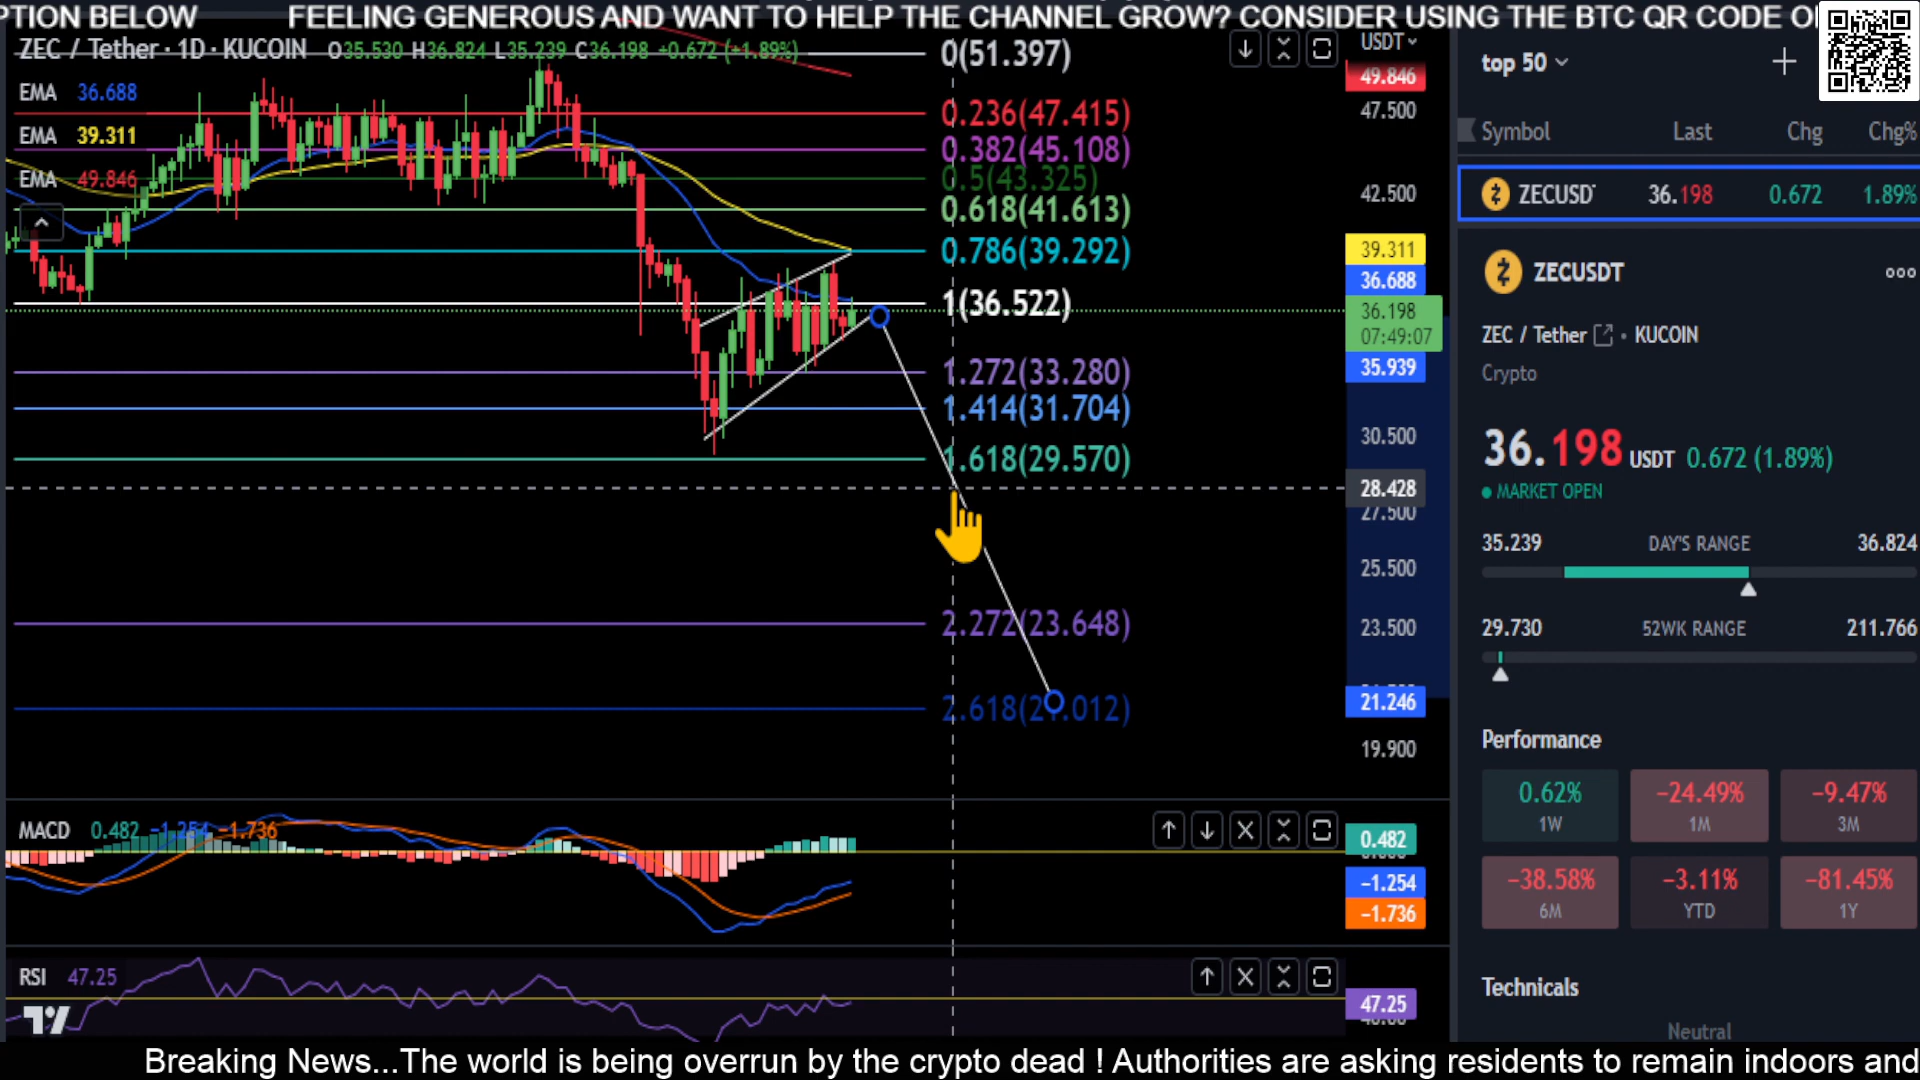 PTION BELOW FEELING GENEROUS AND WANT TO HELP THE CHANNEL GROW? CONSIDER USING THE BTC QR CODE O
ZEC / Tether · 1D · KUCOIN O35.530 H36.824 L35.239 C36.198 +0.672 (+1.89%)
EMA 36.688
EMA 39.311
EMA 49.846
0(51.397)
0.236(47.415)
0.382(45.108)
0.5(43.325)
0.618(41.613)
0.786(39.292)
1(36.522)
1.272(33.280)
1.414(31.704)
1.618(29.570)
2.272(23.648)
USDT
49.846
47.500
42.500
39.311
36.688
36.198
07:49:07
35.939
30.500
28.428
27.500
25.500
23.500
21.246
19.900
MACD 0.482 −1.254 −1.736
0.482
−1.254
−1.736
RSI 47.25
47.25
top 50
Symbol Last Chg Chg%
ZECUSDT 36.198 0.672 1.89%
ZECUSDT
ZEC / Tether · KUCOIN
Crypto
36.198 USDT 0.672 (1.89%)
MARKET OPEN
35.239 DAY'S RANGE 36.824
29.730 52WK RANGE 211.766
Performance
0.62% −24.49% −9.47%
1W 1M 3M
−38.58% −3.11% −81.45%
6M YTD 1Y
Technicals
Neutral
Breaking News...The world is being overrun by the crypto dead ! Authorities are asking residents to remain indoors and